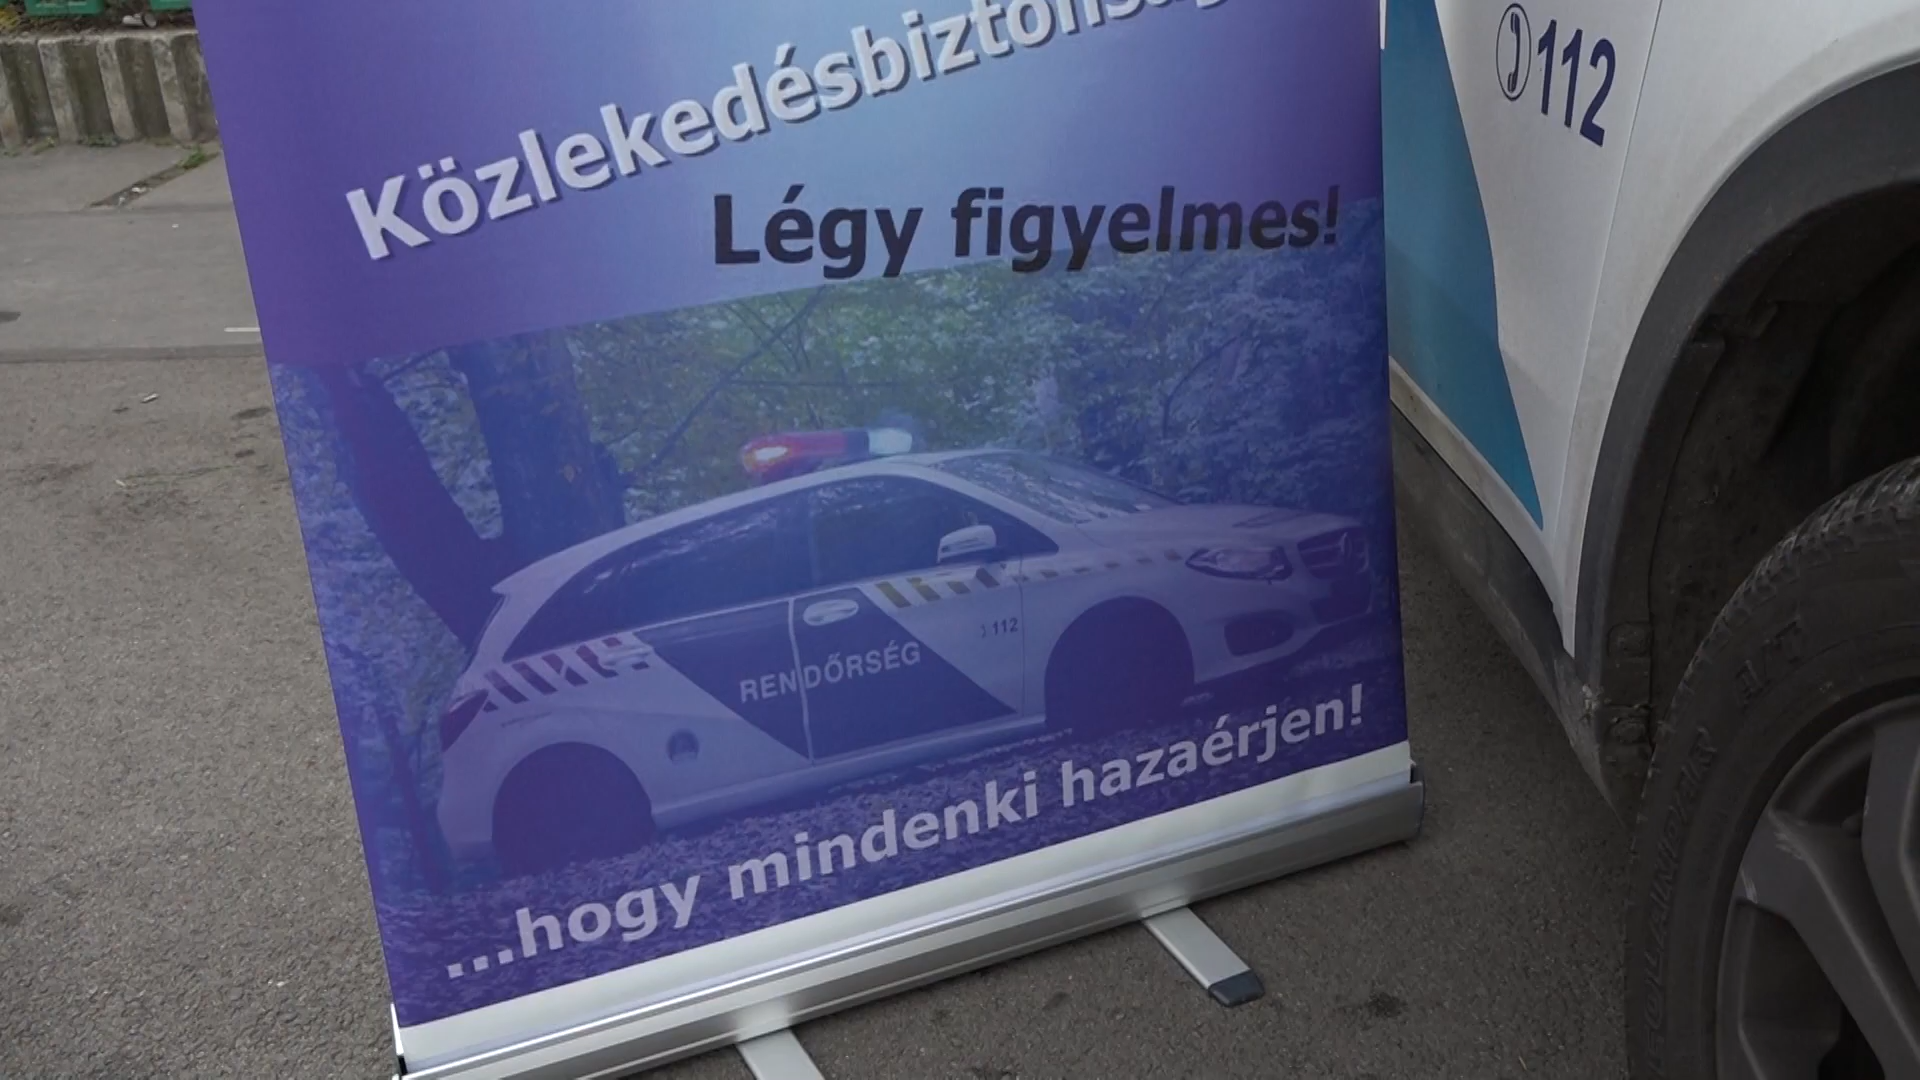 Közlekedésbiztonság
Légy figyelmes!
112
RENDŐRSÉG
112
...hogy mindenki hazaérjen!